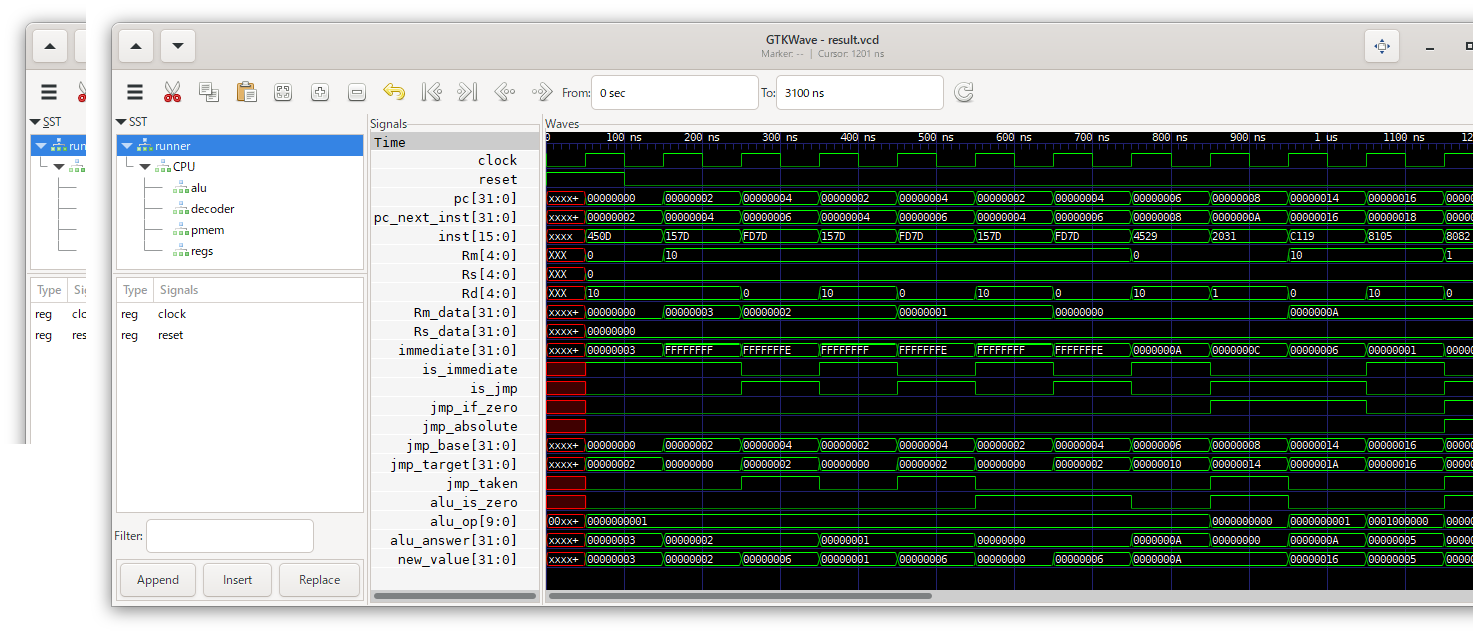 GTKWave - result.vcd
Marker: -- | Cursor: 1201 ns
From: 0 sec To: 3100 ns
SST
run
Type Si
reg clc
reg res
SST
runner
CPU
alu
decoder
pmem
regs
Type Signals
reg clock
reg reset
Filter:
Append Insert Replace
Signals
Waves
Time 0 100 ns 200 ns 300 ns 400 ns 500 ns 600 ns 700 ns 800 ns 900 ns 1 us 1100 ns 12
clock
reset
pc[31:0] xxxx+ 00000000 00000002 00000004 00000002 00000004 00000002 00000004 00000006 00000008 00000014 00000016 0000
pc_next_inst[31:0] xxxx+ 00000002 00000004 00000006 00000004 00000006 00000004 00000006 00000008 0000000A 00000016 00000018 0000
inst[15:0] xxxx 450D 157D FD7D 157D FD7D 157D FD7D 4529 2031 C119 8105 8082
Rm[4:0] XXX 0 10 0 10 1
Rs[4:0] XXX 0
Rd[4:0] XXX 10 0 10 0 10 0 10 1 0 10 0
Rm_data[31:0] xxxx+ 00000000 00000003 00000002 00000001 00000000 0000000A
Rs_data[31:0] xxxx+ 00000000
immediate[31:0] xxxx+ 00000003 FFFFFFFF FFFFFFFE FFFFFFFF FFFFFFFE FFFFFFFF FFFFFFFE 0000000A 0000000C 00000006 00000001 0000
is_immediate
is_jmp
jmp_if_zero
jmp_absolute
jmp_base[31:0] xxxx+ 00000000 00000002 00000004 00000002 00000004 00000002 00000004 00000006 00000008 00000014 00000016 0000
jmp_target[31:0] xxxx+ 00000002 00000000 00000002 00000000 00000002 00000000 00000002 00000010 00000014 0000001A 00000016 0000
jmp_taken
alu_is_zero
alu_op[9:0] 00xx+ 0000000001 0000000000 0000000001 0001000000 0000
alu_answer[31:0] xxxx+ 00000003 00000002 00000001 00000000 0000000A 00000000 0000000A 00000005 0000
new_value[31:0] xxxx+ 00000003 00000002 00000006 00000001 00000006 00000000 00000006 0000000A 00000016 00000005 0000